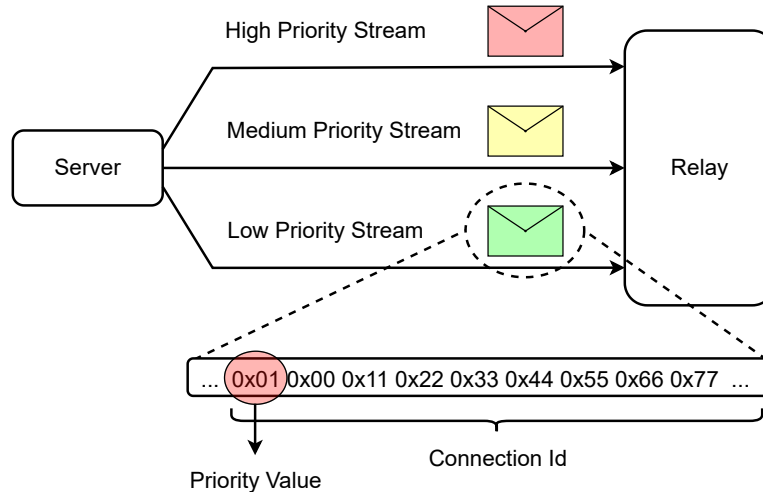 High Priority Stream
Medium Priority Stream
Server
Relay
Low Priority Stream
... 0x01 0x00 0x11 0x22 0x33 0x44 0x55 0x66 0x77 ...
Connection Id
Priority Value